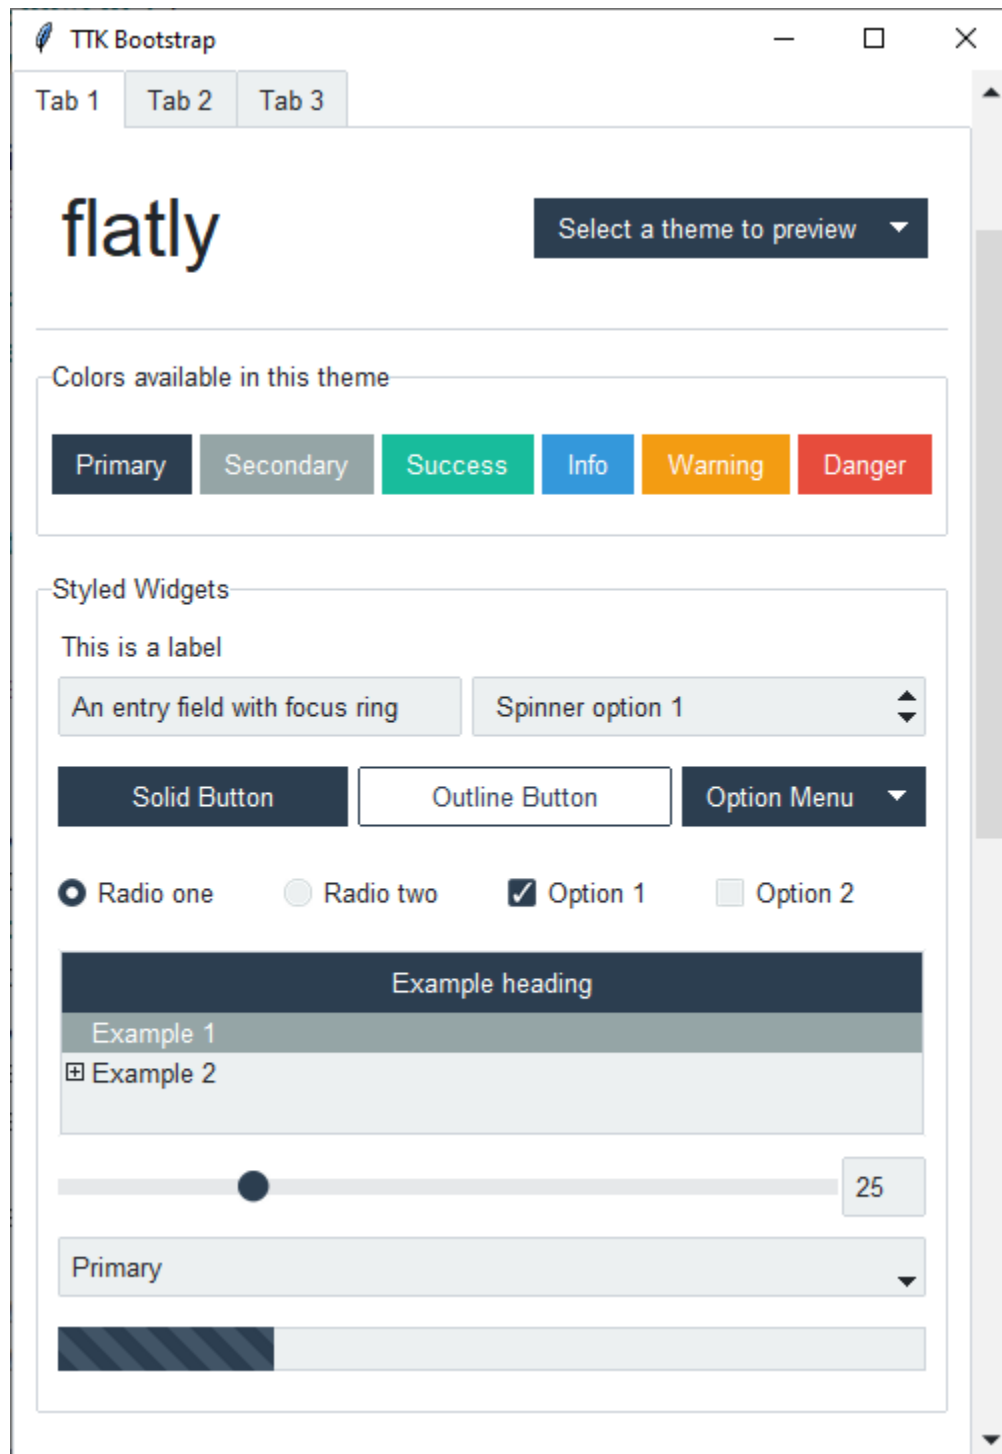 TTK Bootstrap
Tab 1 Tab 2 Tab 3
flatly
Select a theme to preview
Colors available in this theme
Primary Secondary Success Info Warning Danger
Styled Widgets
This is a label
An entry field with focus ring Spinner option 1
Solid Button Outline Button Option Menu
Radio one Radio two Option 1 Option 2
Example heading
Example 1
Example 2
25
Primary